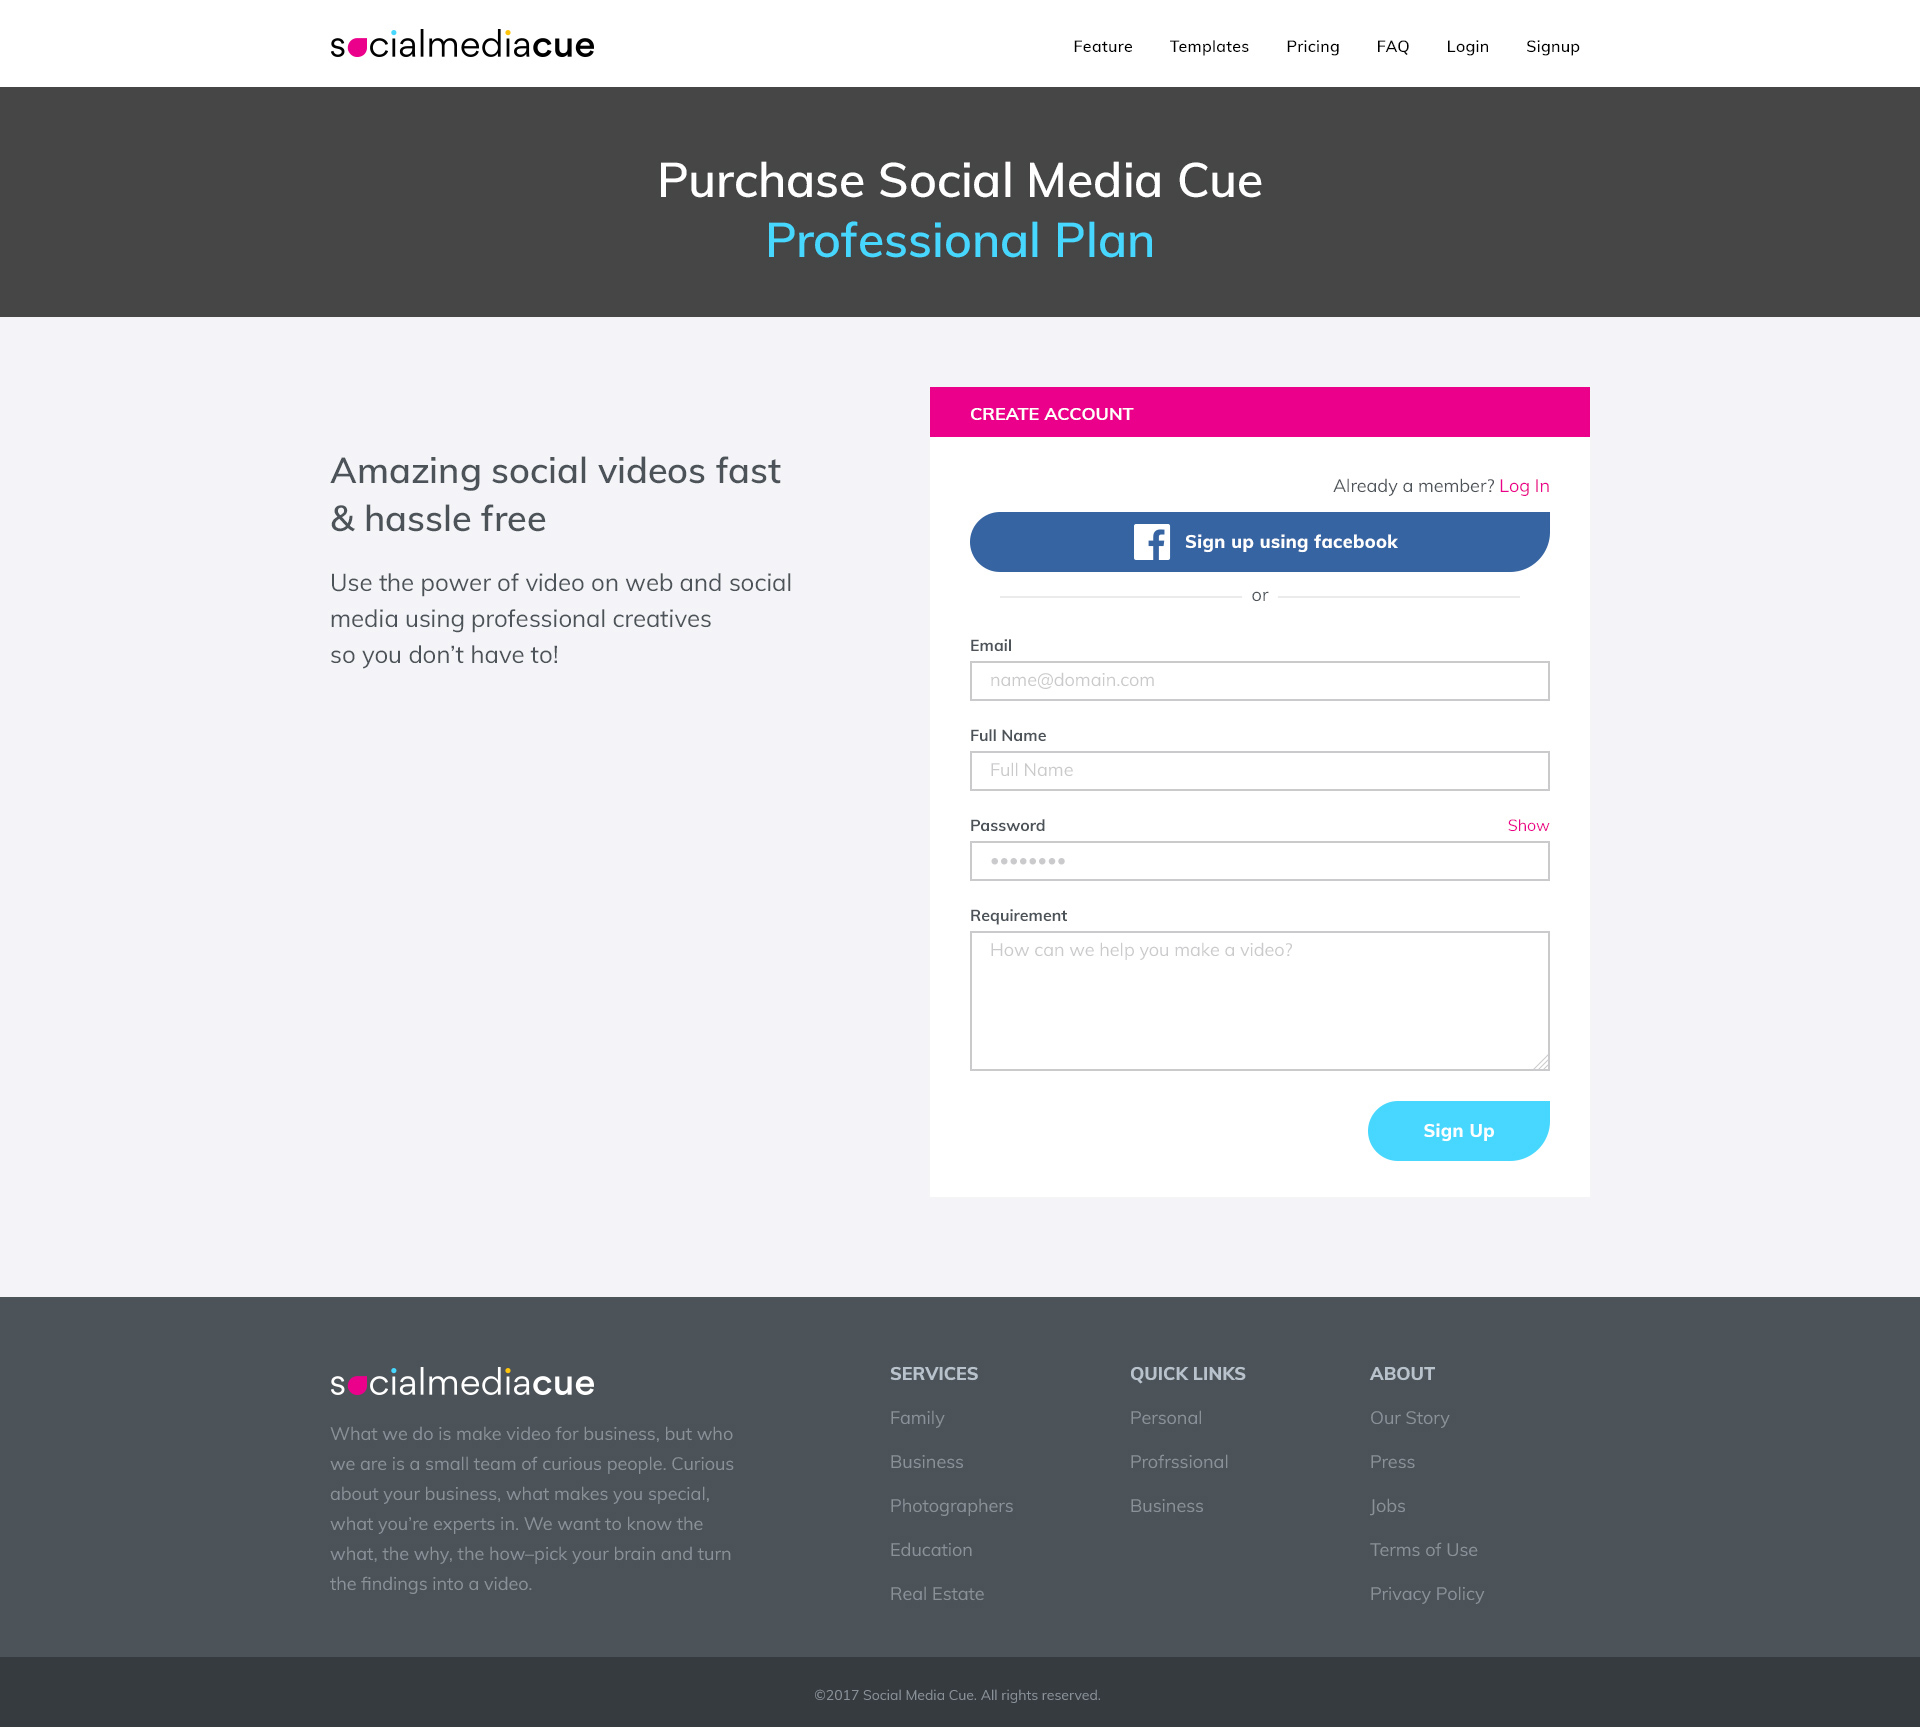 socialmediacue
Feature Templates Pricing FAQ Login Signup
Purchase Social Media Cue
Professional Plan
Amazing social videos fast
& hassle free
Use the power of video on web and social
media using professional creatives
so you don’t have to!
CREATE ACCOUNT
Already a member? Log In
Sign up using facebook
or
Email
name@domain.com
Full Name
Full Name
Password Show
••••••••
Requirement
How can we help you make a video?
Sign Up
socialmediacue
What we do is make video for business, but who
we are is a small team of curious people. Curious
about your business, what makes you special,
what you’re experts in. We want to know the
what, the why, the how–pick your brain and turn
the findings into a video.
SERVICES
Family
Business
Photographers
Education
Real Estate
QUICK LINKS
Personal
Profrssional
Business
ABOUT
Our Story
Press
Jobs
Terms of Use
Privacy Policy
©2017 Social Media Cue. All rights reserved.